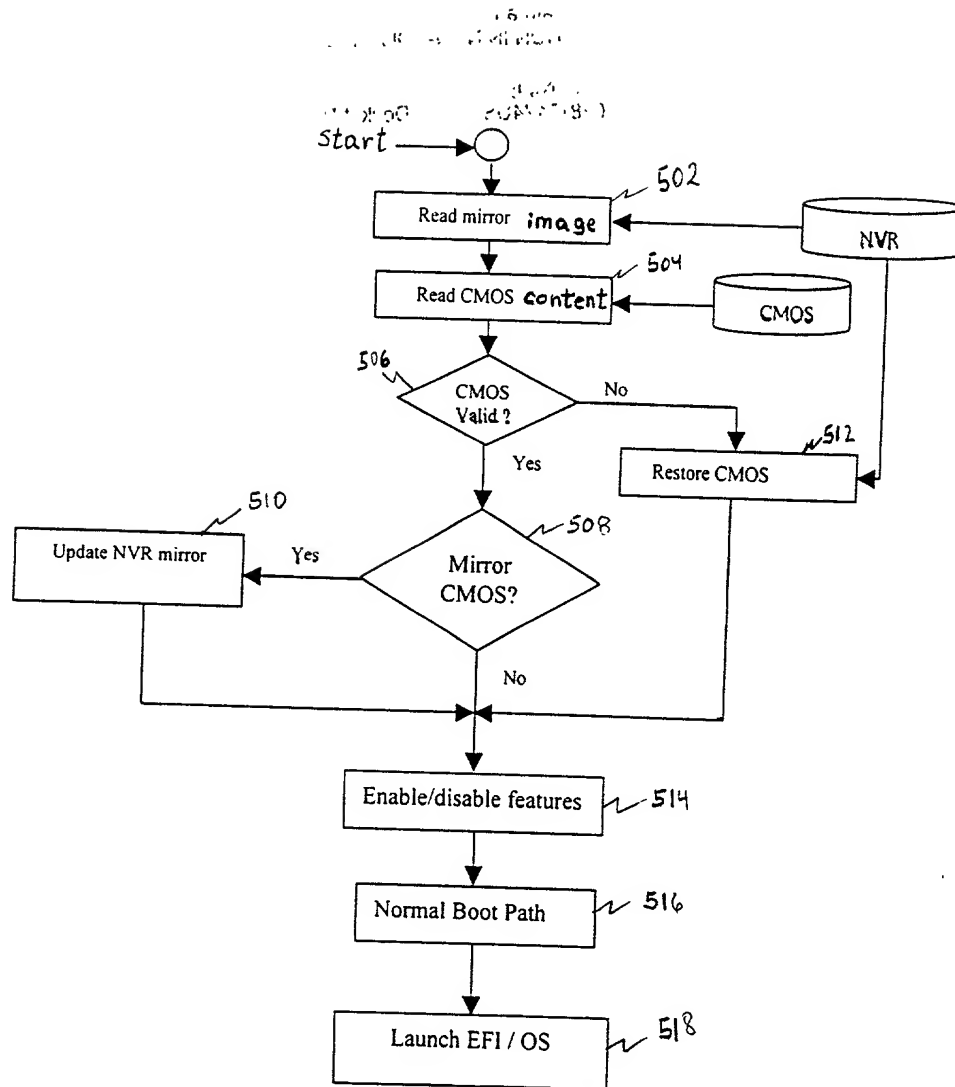 start
502
Read mirror image
NVR
504
Read CMOS content
CMOS
506
CMOS
Valid?
No
512
Restore CMOS
Yes
510
508
Update NVR mirror
Yes
Mirror
CMOS?
No
Enable/disable features
514
Normal Boot Path
516
Launch EFI / OS
518